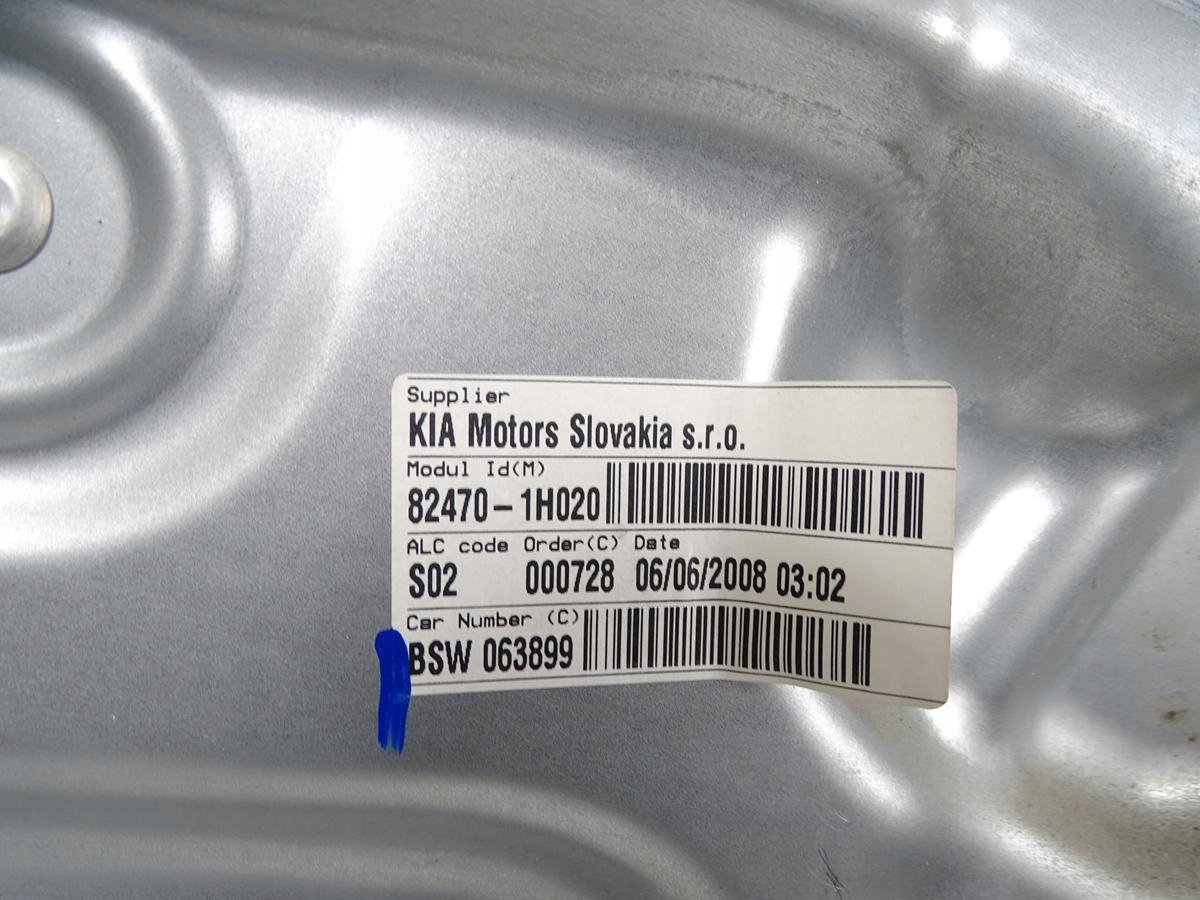 Supplier
KIA Motors Slovakia s.r.o.
Modul Id(M)
82470-1H020
ALC code Order(C) Date
S02 000728 06/06/2008 03:02
Car Number (C)
BSW 063899